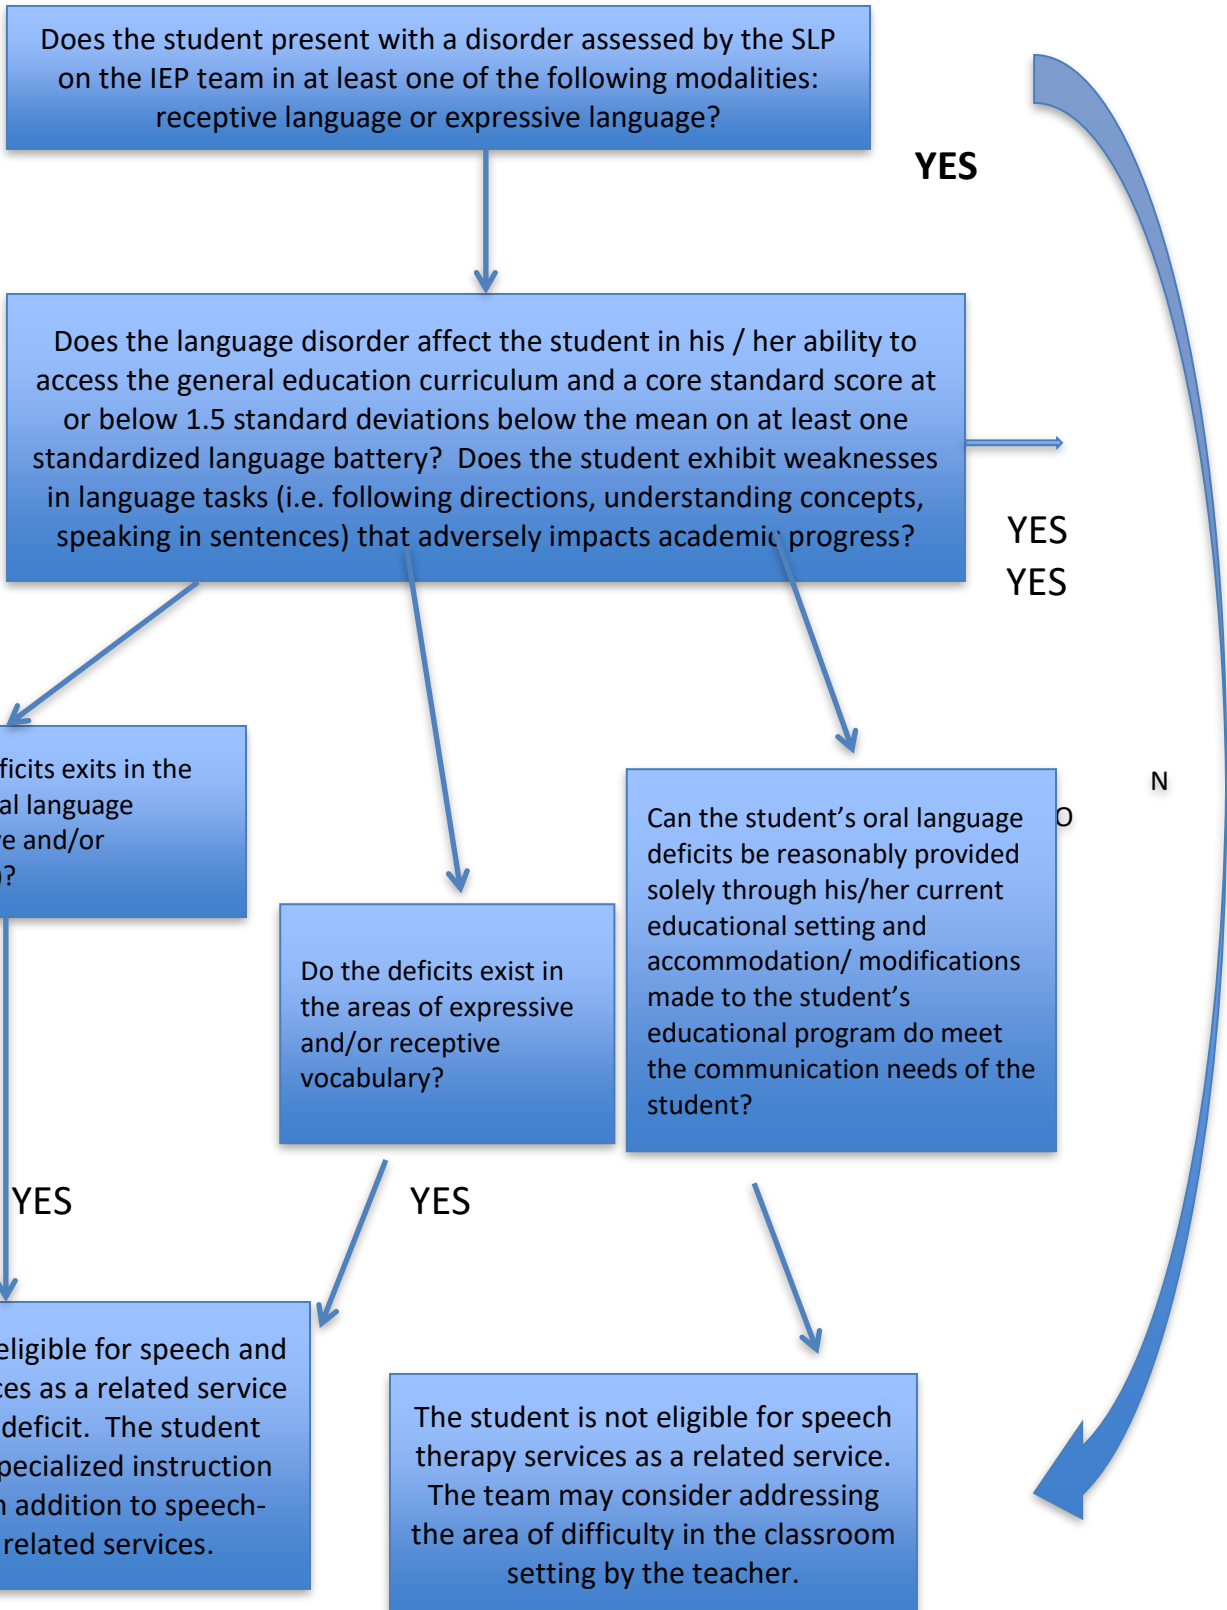 Does the student present with a disorder assessed by the SLP
on the IEP team in at least one of the following modalities:
receptive language or expressive language?
YES
Does the language disorder affect the student in his / her ability to
access the general education curriculum and a core standard score at
or below 1.5 standard deviations below the mean on at least one
standardized language battery?  Does the student exhibit weaknesses
in language tasks (i.e. following directions, understanding concepts,
speaking in sentences) that adversely impacts academic progress?
YES
YES
ficits exits in the
al language
e and/or
)?
Do the deficits exist in
the areas of expressive
and/or receptive
vocabulary?
Can the student’s oral language
deficits be reasonably provided
solely through his/her current
educational setting and
accommodation/ modifications
made to the student’s
educational program do meet
the communication needs of the
student?
N
O
YES
YES
eligible for speech and
ces as a related service
deficit.  The student
pecialized instruction
n addition to speech-
related services.
The student is not eligible for speech
therapy services as a related service.
The team may consider addressing
the area of difficulty in the classroom
setting by the teacher.